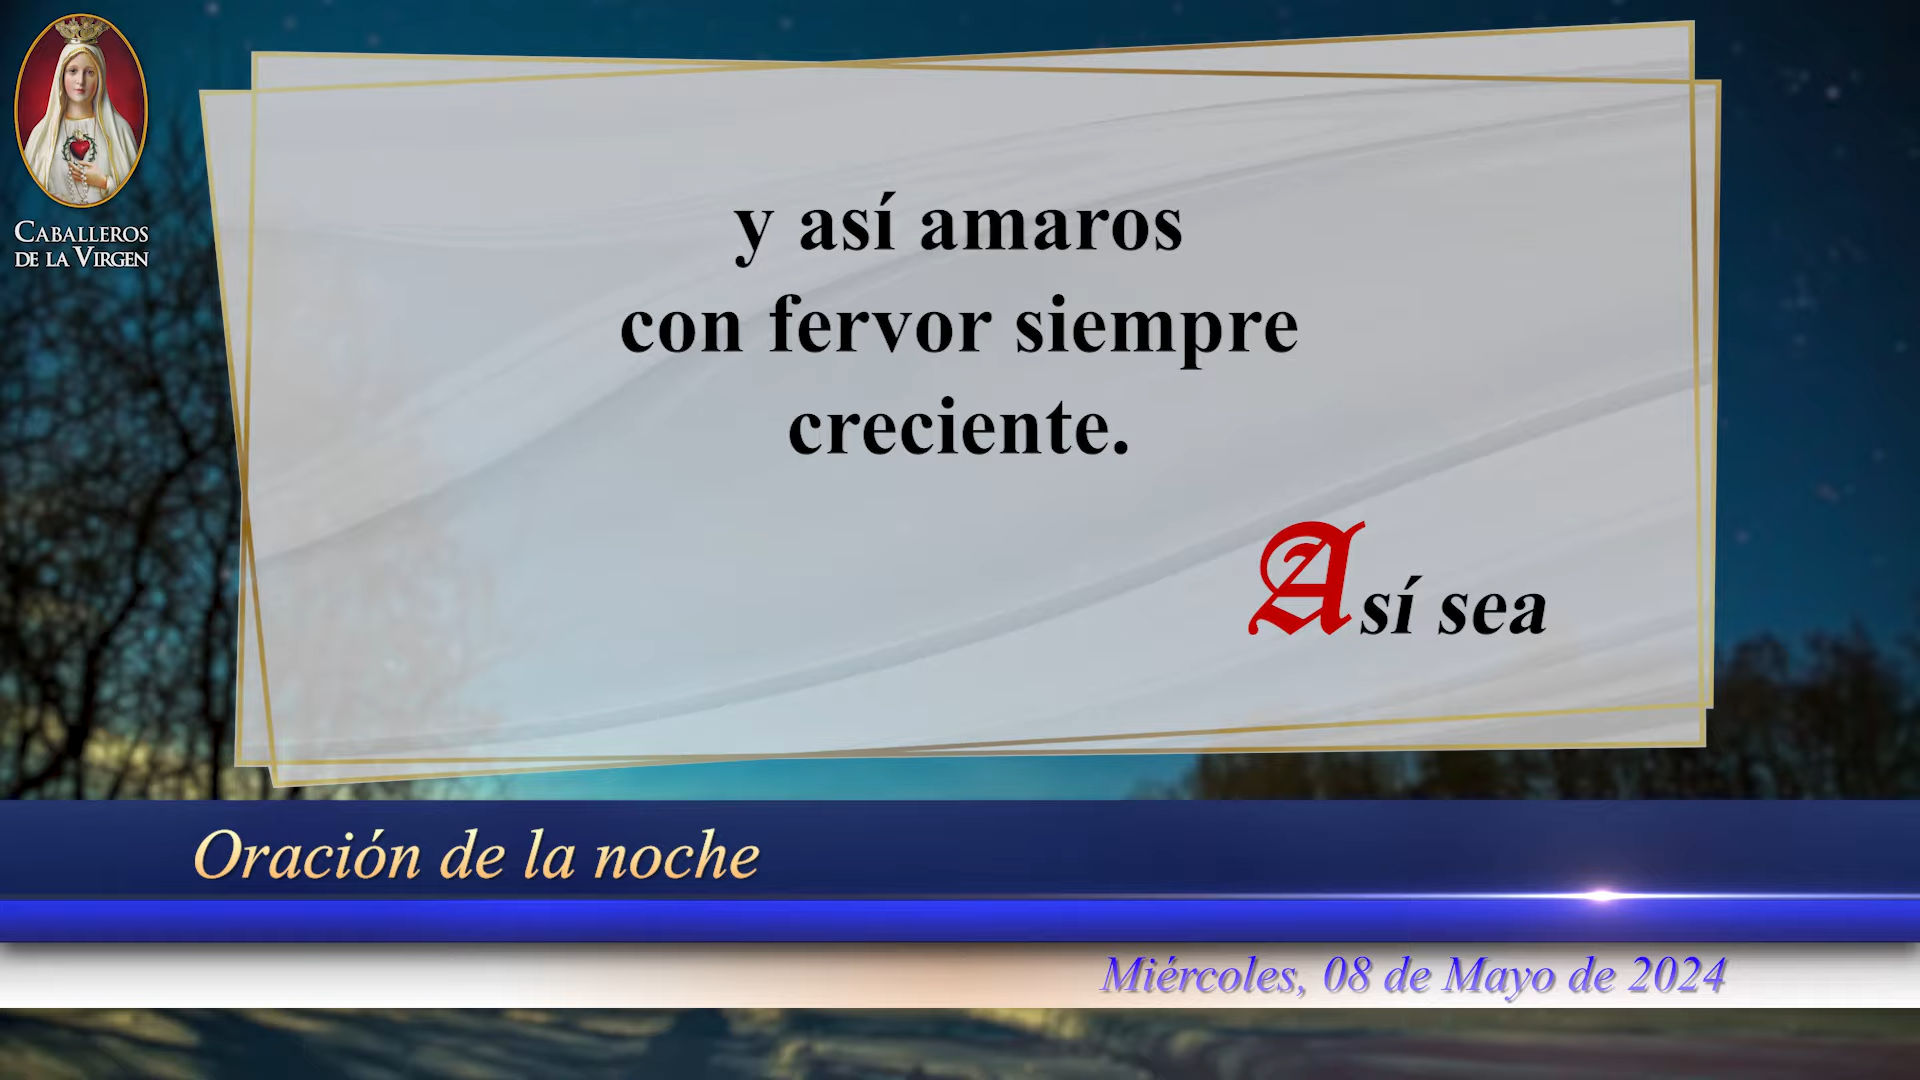 CABALLEROS
DE LA VIRGEN
y así amaros
con fervor siempre
creciente.
Así sea
Oración de la noche
Miércoles, 08 de Mayo de 2024